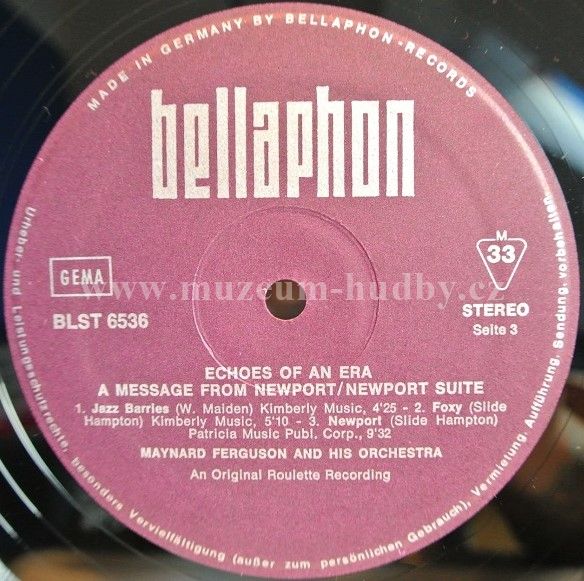 MADE IN GERMANY BY BELLAPHON-RECORDS
bellaphon
GEMA
BLST 6536
M
33
STEREO
Seite 3
www.muzeum-hudby.cz
ECHOES OF AN ERA
A MESSAGE FROM NEWPORT/NEWPORT SUITE
1. Jazz Barries (W. Maiden) Kimberly Music, 4'25 - 2. Foxy (Slide
Hampton) Kimberly Music, 5'10 - 3. Newport (Slide Hampton)
Patricia Music Publ. Corp., 9'32
MAYNARD FERGUSON AND HIS ORCHESTRA
An Original Roulette Recording
Urheber- und Leistungsschutzrechte, besonders Vervielfältigung (außer zum persönlichen Gebrauch), Vermietung, Aufführung, Sendung, vorbehalten